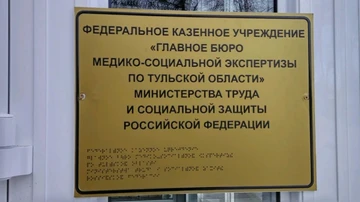 ФЕДЕРАЛЬНОЕ КАЗЕННОЕ УЧРЕЖДЕНИЕ
«ГЛАВНОЕ БЮРО
МЕДИКО-СОЦИАЛЬНОЙ ЭКСПЕРТИЗЫ
ПО ТУЛЬСКОЙ ОБЛАСТИ»
МИНИСТЕРСТВА ТРУДА
И СОЦИАЛЬНОЙ ЗАЩИТЫ
РОССИЙСКОЙ ФЕДЕРАЦИИ